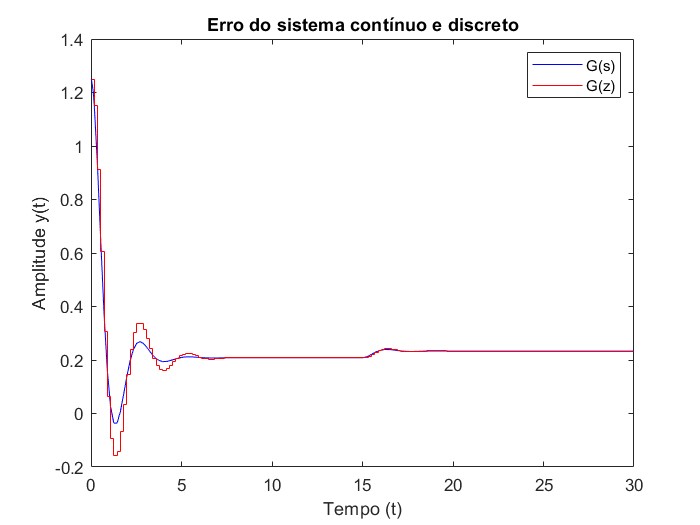 Erro do sistema contínuo e discreto
1.4
1.2
1
0.8
0.6
0.4
0.2
0
-0.2
Amplitude y(t)
G(s)
G(z)
0 5 10 15 20 25 30
Tempo (t)